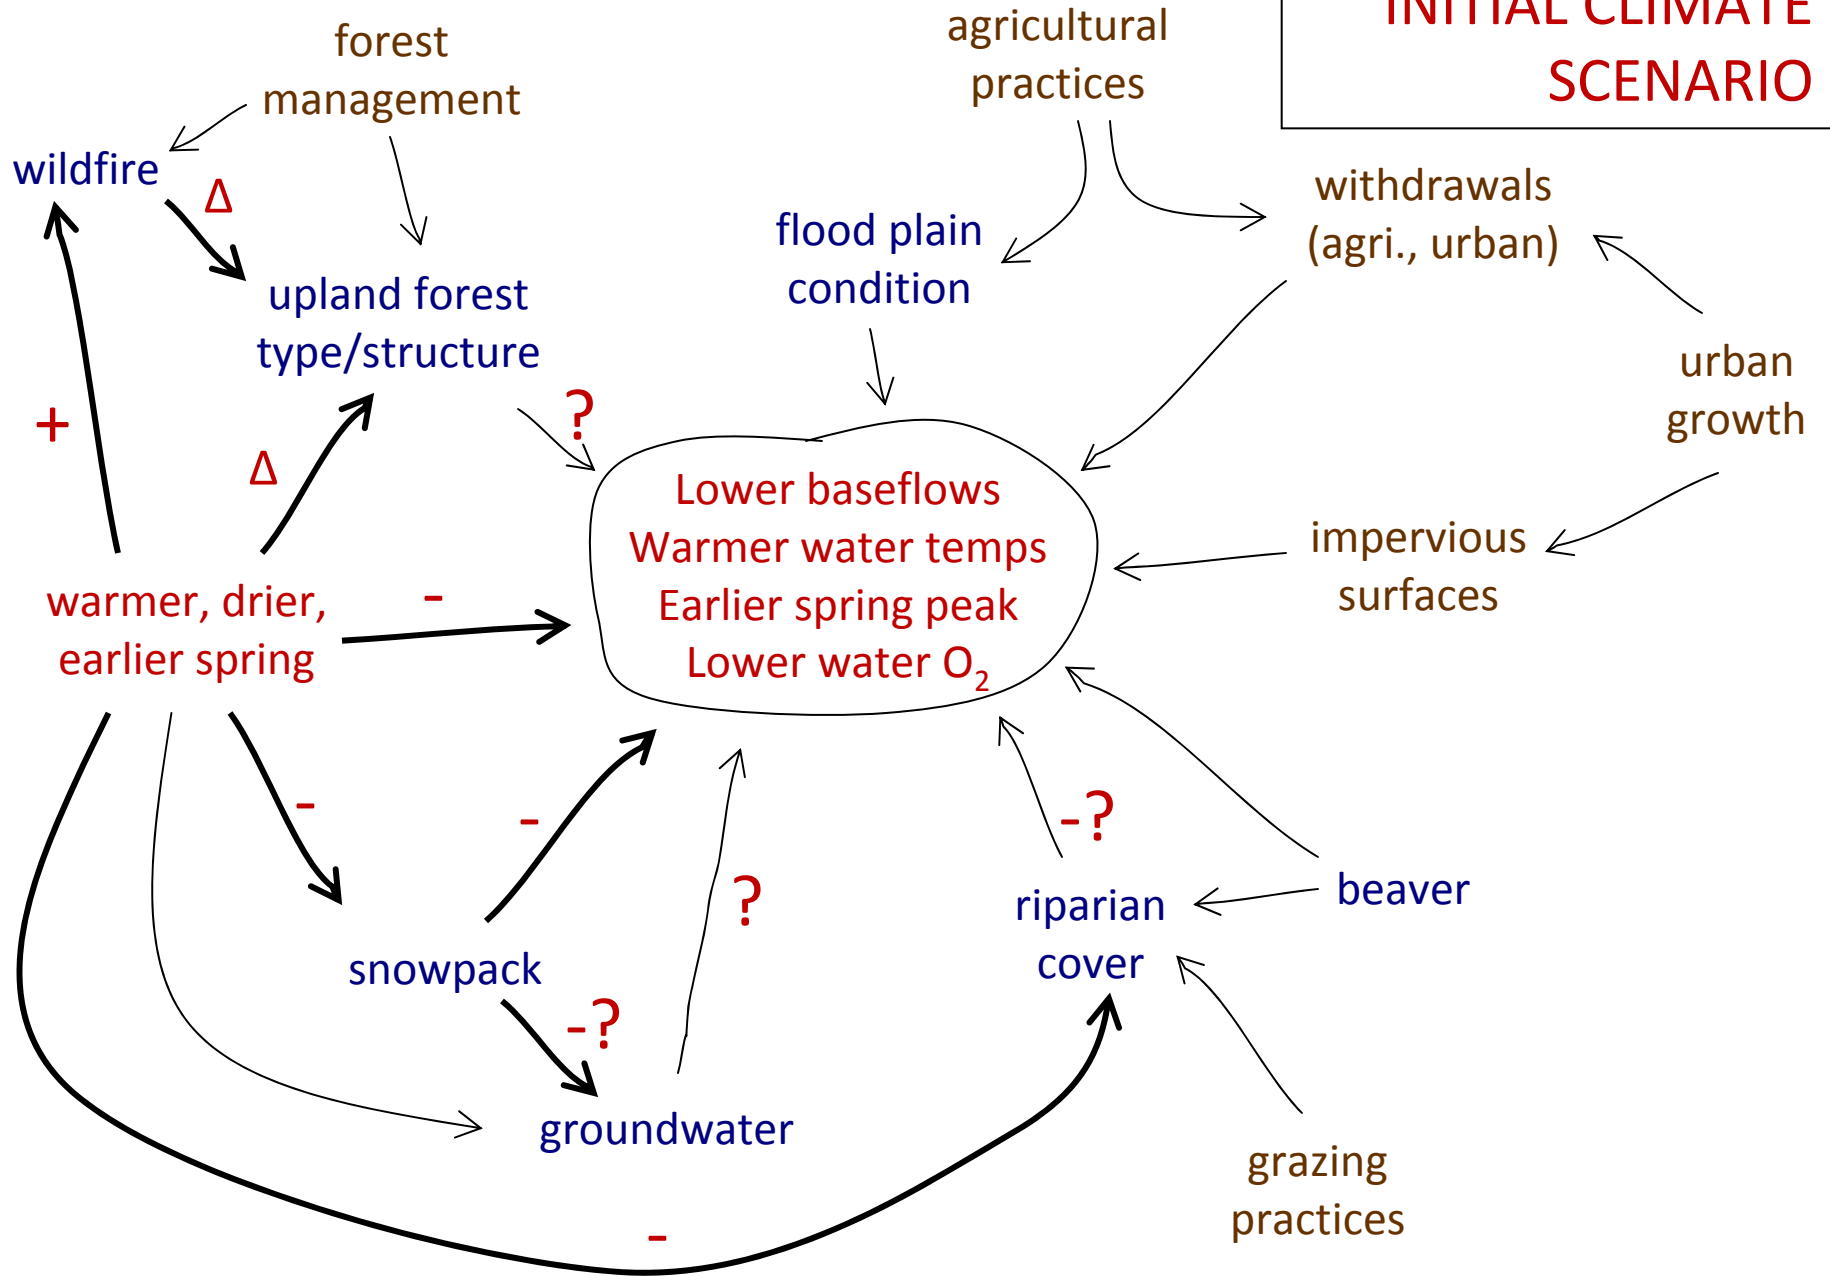 INITIAL CLIMATE
SCENARIO
forest
management
agricultural
practices
wildfire
Δ
withdrawals
(agri., urban)
flood plain
condition
upland forest
type/structure
urban
growth
+
?
Δ
Lower baseflows
Warmer water temps
Earlier spring peak
Lower water O₂
impervious
surfaces
warmer, drier,
earlier spring
-
-
-
-?
?
riparian
cover
beaver
snowpack
-?
groundwater
grazing
practices
-